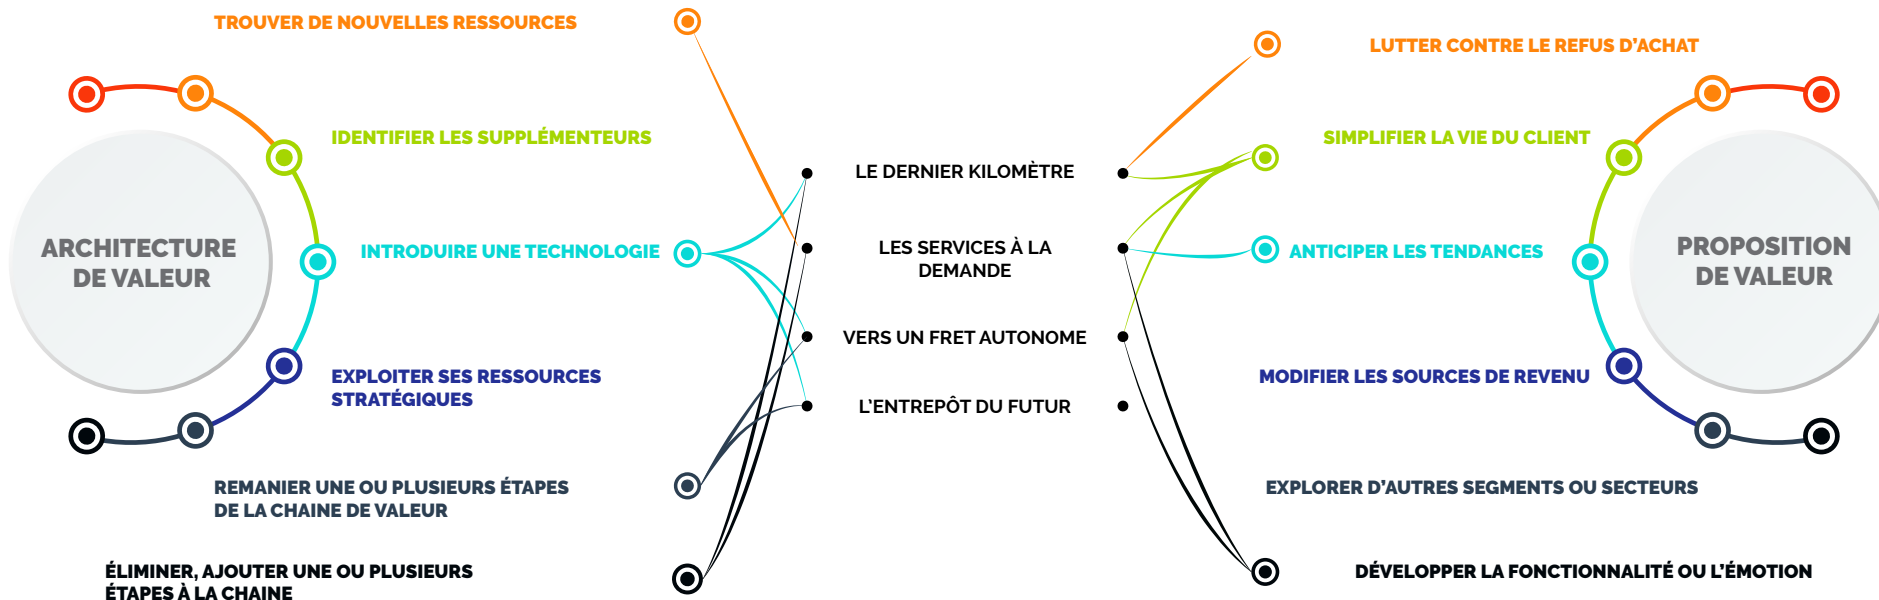 TROUVER DE NOUVELLES RESSOURCES
IDENTIFIER LES SUPPLÉMENTEURS
ARCHITECTURE
DE VALEUR
INTRODUIRE UNE TECHNOLOGIE
EXPLOITER SES RESSOURCES
STRATÉGIQUES
REMANIER UNE OU PLUSIEURS ÉTAPES
DE LA CHAINE DE VALEUR
ÉLIMINER, AJOUTER UNE OU PLUSIEURS
ÉTAPES À LA CHAINE
LE DERNIER KILOMÈTRE
LES SERVICES À LA
DEMANDE
VERS UN FRET AUTONOME
L'ENTREPÔT DU FUTUR
LUTTER CONTRE LE REFUS D'ACHAT
SIMPLIFIER LA VIE DU CLIENT
ANTICIPER LES TENDANCES
PROPOSITION
DE VALEUR
MODIFIER LES SOURCES DE REVENU
EXPLORER D'AUTRES SEGMENTS OU SECTEURS
DÉVELOPPER LA FONCTIONNALITÉ OU L'ÉMOTION